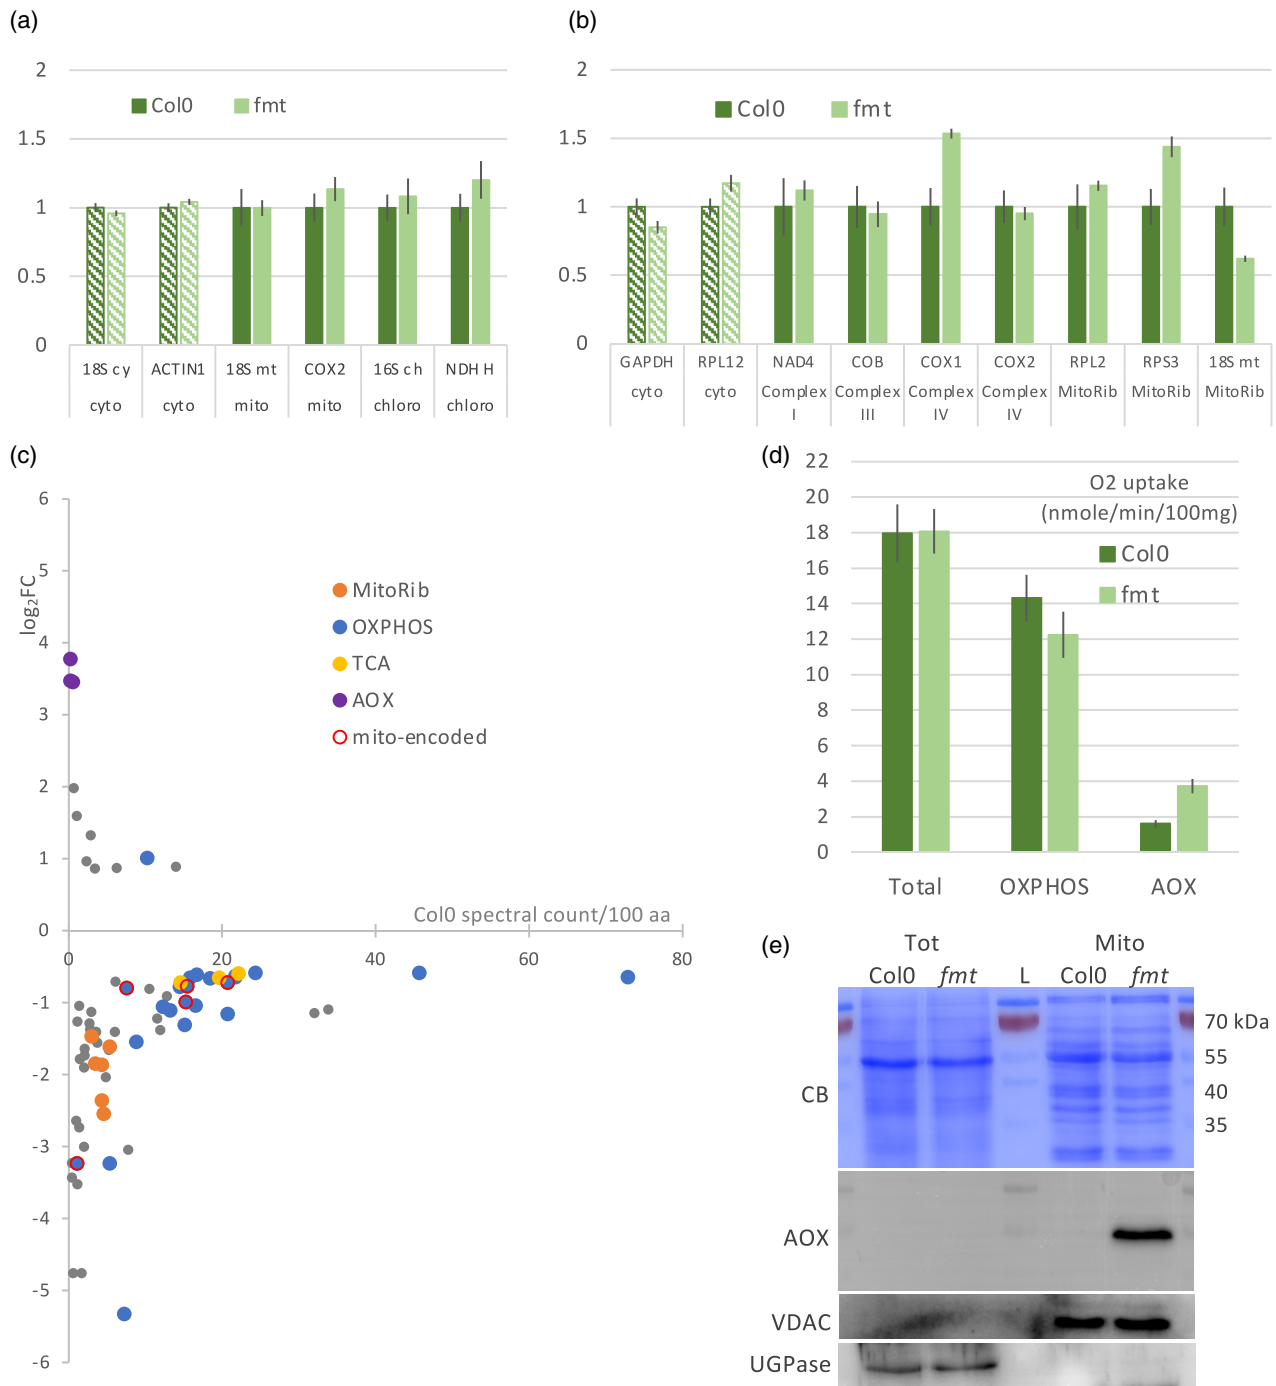 (a)
2
1.5
1
0.5
0
Col0
fmt
18S cy
ACTIN1
18S mt
COX2
16S ch
NDH H
cyto
cyto
mito
mito
chloro
chloro
(b)
2
1.5
1
0.5
0
Col0
fmt
GAPDH
RPL12
NAD4
COB
COX1
COX2
RPL2
RPS3
18S mt
cyto
cyto
Complex
I
Complex
III
Complex
IV
Complex
IV
MitoRib
MitoRib
MitoRib
(c)
log₂FC
6
5
4
3
2
1
0
-1
-2
-3
-4
-5
-6
MitoRib
OXPHOS
TCA
AOX
mito-encoded
Col0 spectral count/100 aa
0
20
40
60
80
(d)
22
20
18
16
14
12
10
8
6
4
2
0
O2 uptake
(nmole/min/100mg)
Col0
fmt
Total
OXPHOS
AOX
(e)
Tot
Mito
Col0
fmt
L
Col0
fmt
70 kDa
55
40
35
CB
AOX
VDAC
UGPase